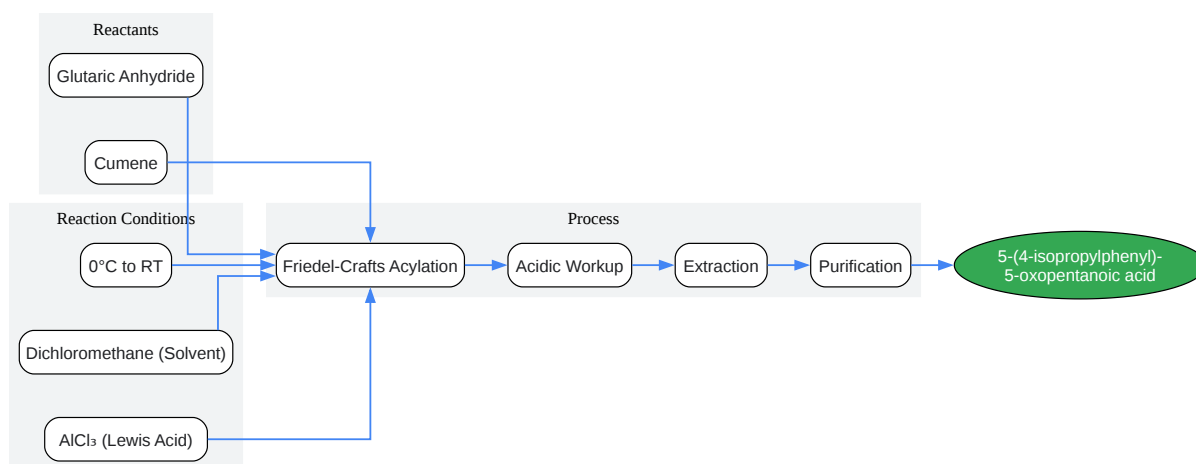 Reactants
Glutaric Anhydride
Cumene
Reaction Conditions
0°C to RT
Dichloromethane (Solvent)
AlCl₃ (Lewis Acid)
Process
Friedel-Crafts Acylation
Acidic Workup
Extraction
Purification
5-(4-isopropylphenyl)-
5-oxopentanoic acid